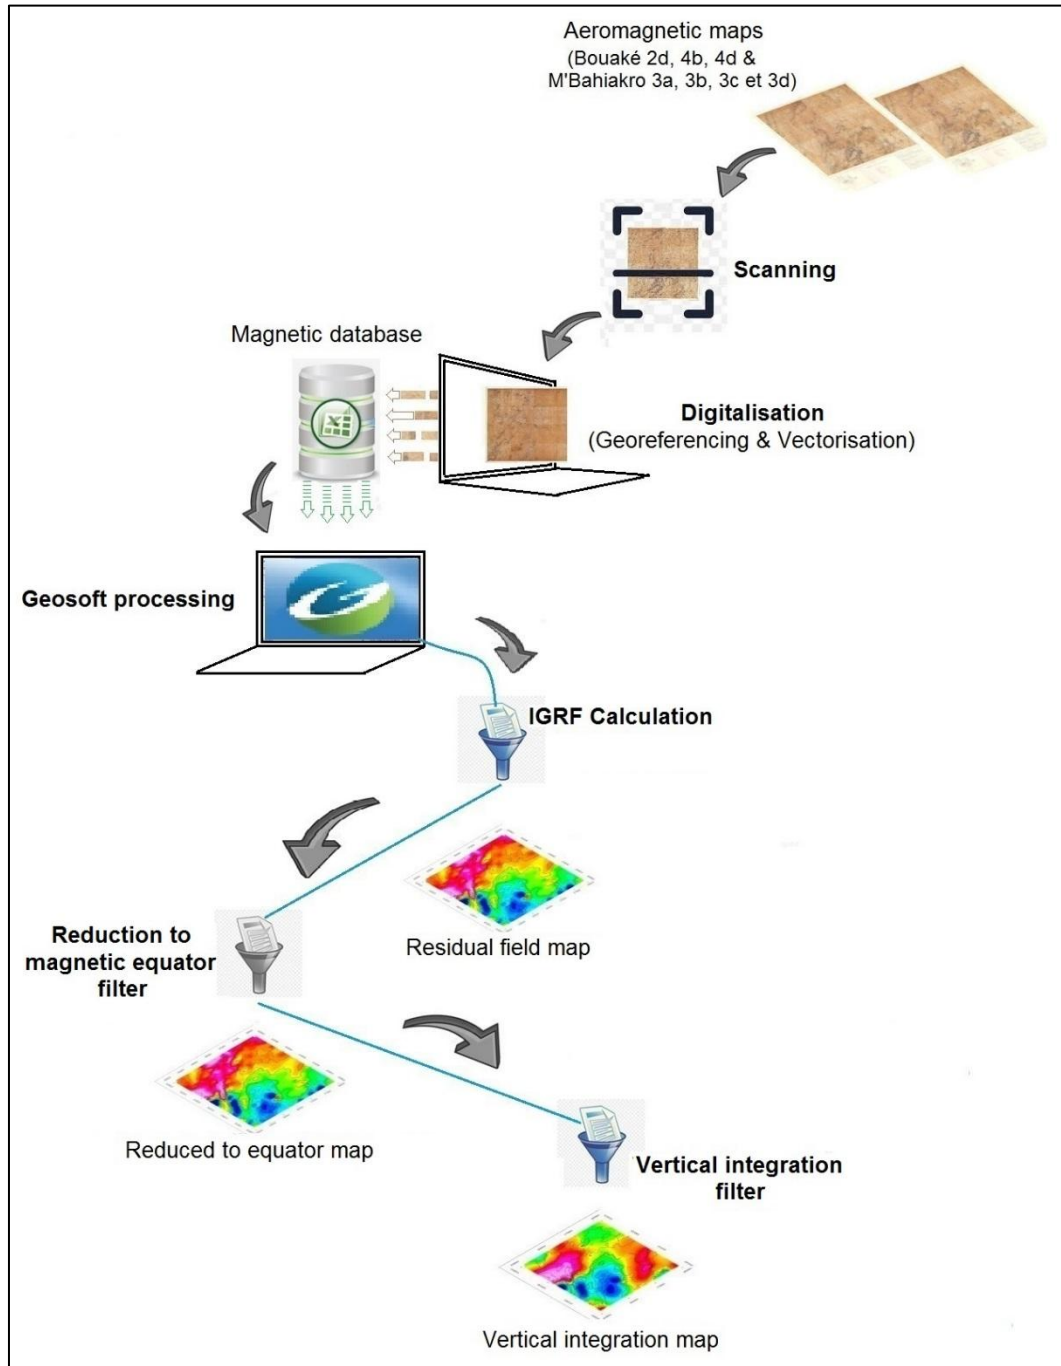 Aeromagnetic maps
(Bouaké 2d, 4b, 4d &
M'Bahiakro 3a, 3b, 3c et 3d)
Scanning
Magnetic database
Digitalisation
(Georeferencing & Vectorisation)
Geosoft processing
IGRF Calculation
Residual field map
Reduction to
magnetic equator
filter
Reduced to equator map
Vertical integration
filter
Vertical integration map